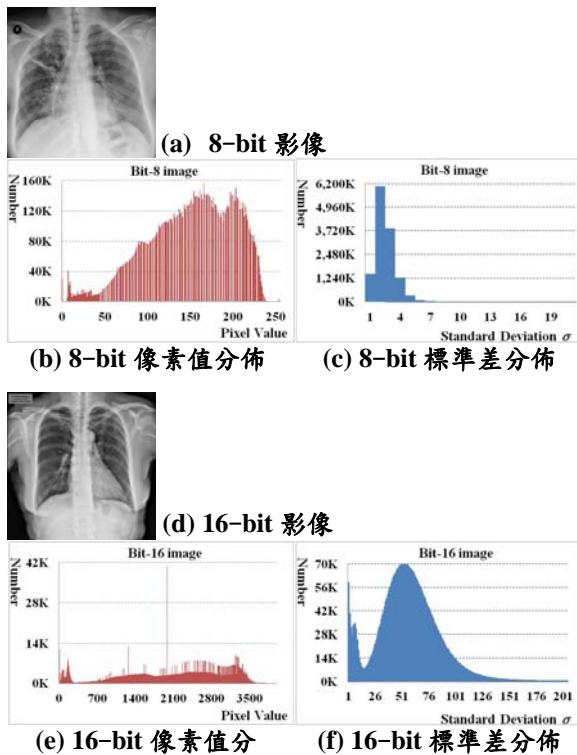 (a) 8-bit 影像
Bit-8 image
Number
160K
120K
80K
40K
0K
0 50 100 150 200 250
Pixel Value
(b) 8-bit 像素值分佈
Bit-8 image
Number
6,200K
4,960K
3,720K
2,480K
1,240K
0K
1 4 7 10 13 16 19
Standard Deviation σ
(c) 8-bit 標準差分佈
(d) 16-bit 影像
Bit-16 image
Number
42K
28K
14K
0K
0 700 1400 2100 2800 3500
Pixel Value
(e) 16-bit 像素值分
Bit-16 image
Number
70K
56K
42K
28K
14K
0K
1 26 51 76 101 126 151 176 201
Standard Deviation σ
(f) 16-bit 標準差分佈